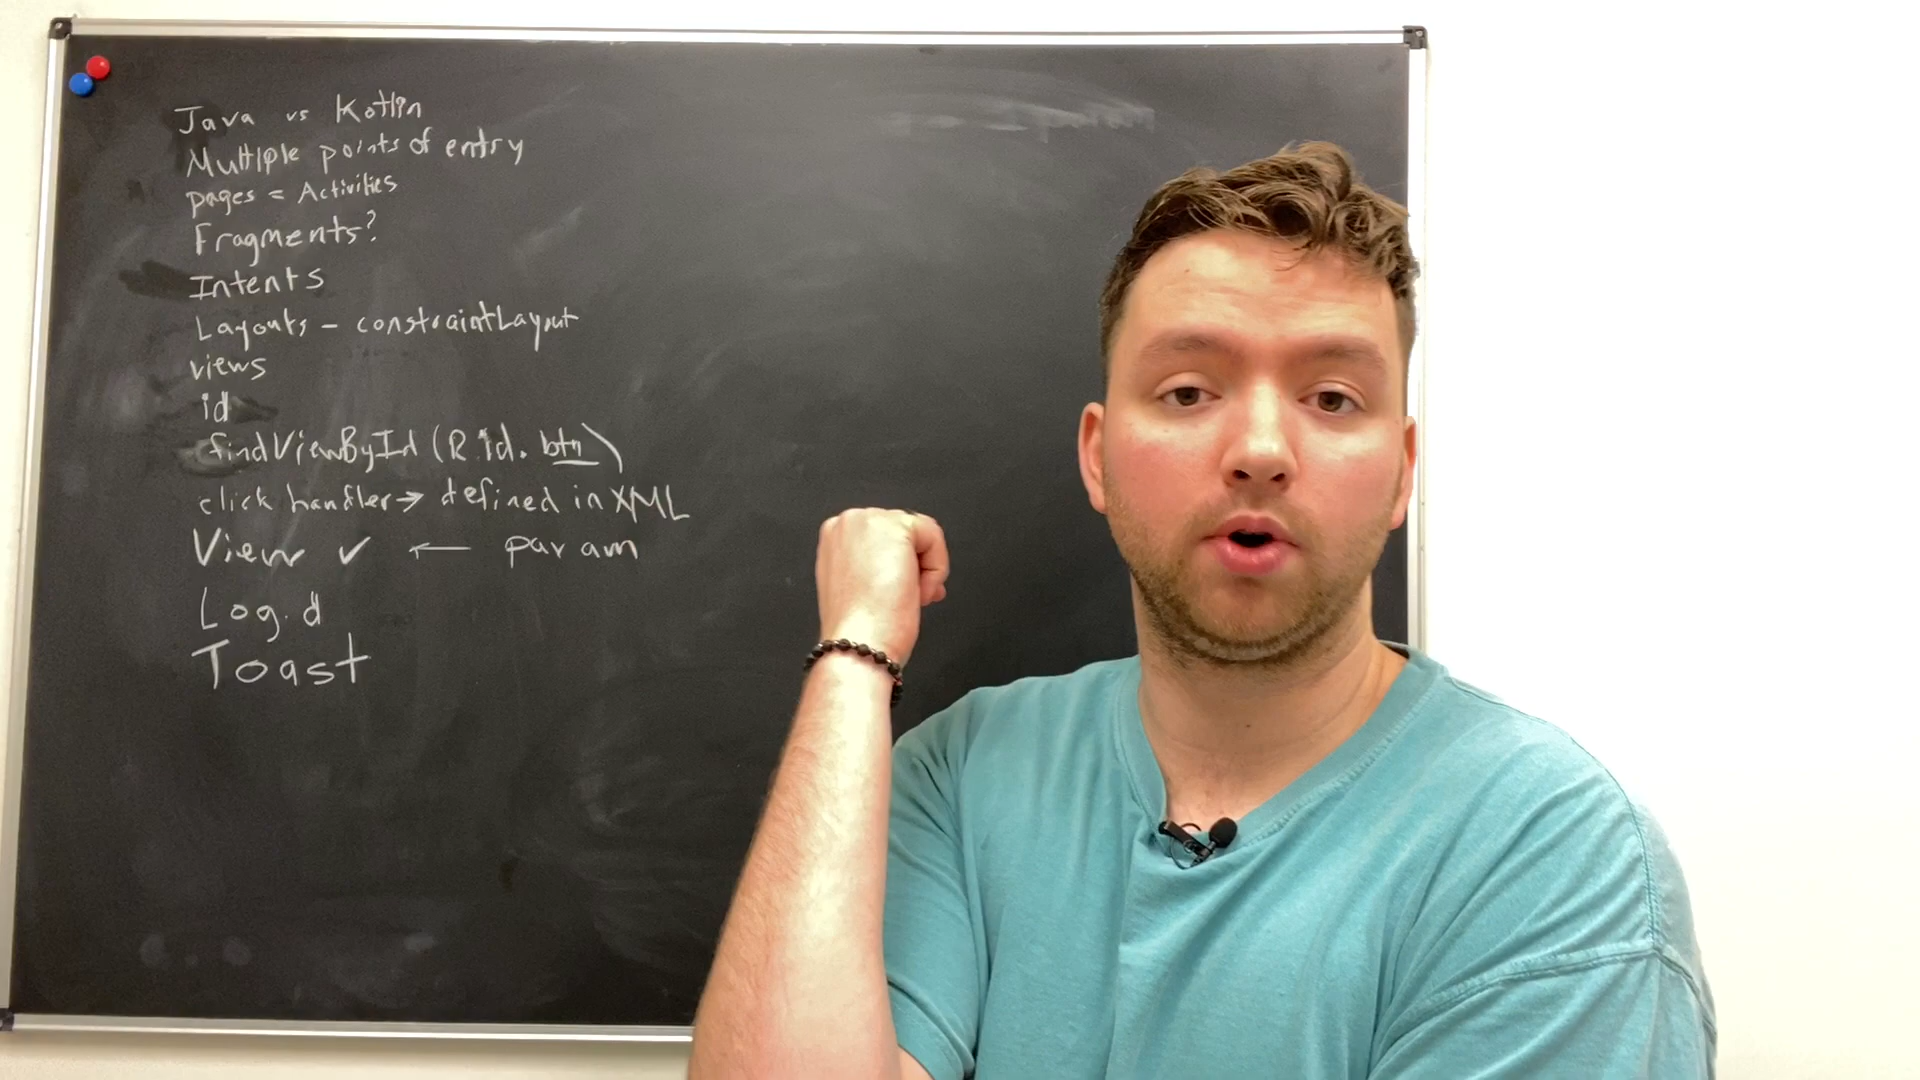 Java vs Kotlin
Multiple points of entry
pages = Activities
Fragments?
Intents
Layouts - constraintLayout
views
id
findViewById (R.id.btn)
click handler → defined in XML
View v ← param
Log.d
Toast